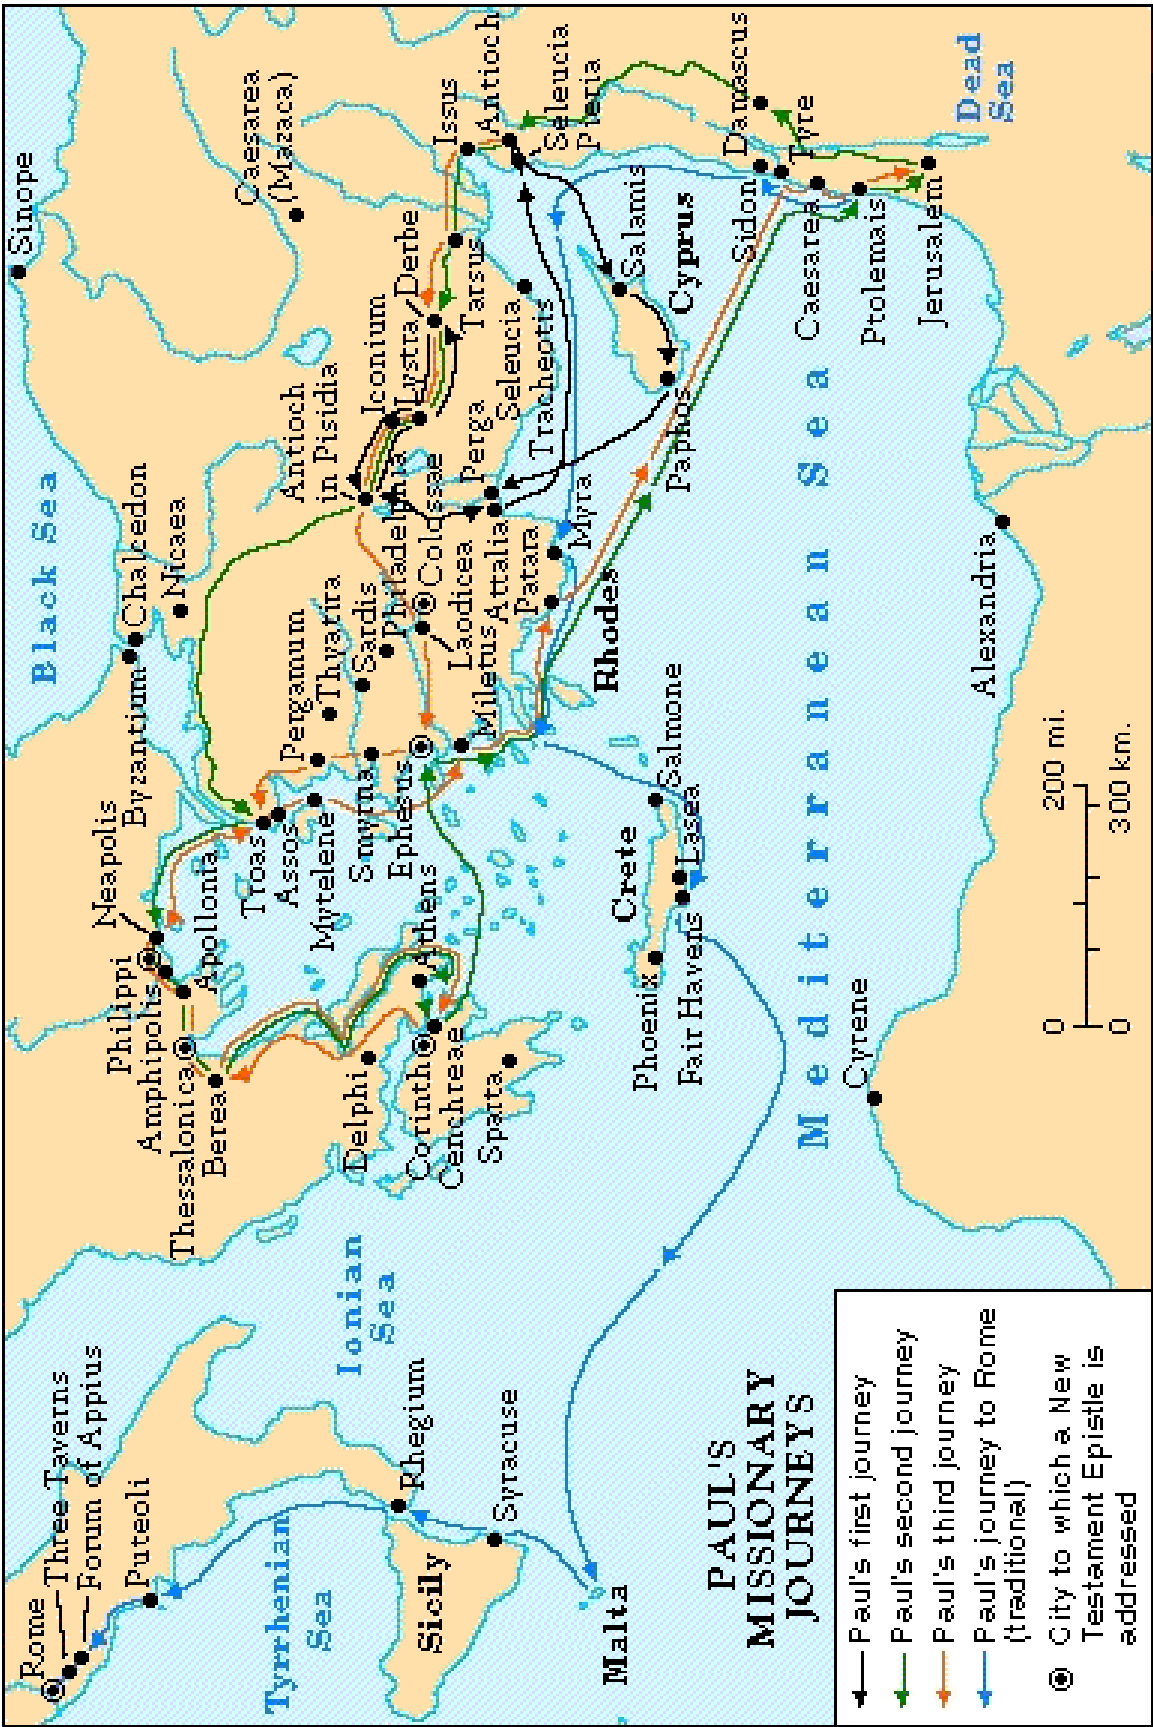 Sinope
Black Sea
Caesarea
(Mazaca)
Chalcedon
Nicaea
Byzantium
Neapolis
Philippi
Amphipolis
Thessalonica
Apollonia
Berea
Rome
Three Taverns
Forum of Appius
Puteoli
Tyrrhenian
Sea
Ionian
Sea
Rhegium
Sicily
Syracuse
Malta
Troas
Assos
Mytelene
Pergamum
Thyatira
Smyrna
Sardis
Philadelphia
Ephesus
Colossae
Laodicea
Miletus
Attalia
Patara
Myra
Perga
Antioch
in Pisidia
Iconium
Lystra
Derbe
Tarsus
Seleucia
Tracheotis
Issus
Antioch
Seleucia
Pieria
Delphi
Athens
Corinth
Cenchreae
Sparta
Rhodes
Crete
Salmone
Lasea
Fair Havens
Phoenix
Salamis
Cyprus
Paphos
Damascus
Tyre
Sidon
Caesarea
Ptolemais
Jerusalem
Dead
Sea
Mediterranean Sea
Alexandria
Cyrene
0 200 mi.
0 300 km.
PAUL'S
MISSIONARY
JOURNEYS
Paul's first journey
Paul's second journey
Paul's third journey
Paul's journey to Rome
(traditional)
City to which a New
Testament Epistle is
addressed